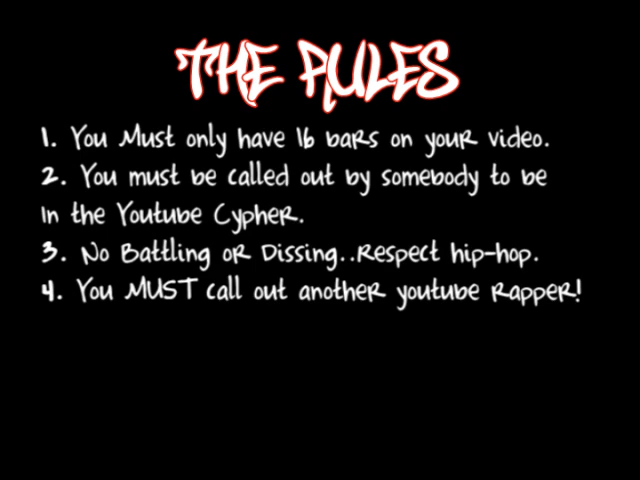 THE RULES
1. You Must only have 16 bars on your video.
2. You must be called out by somebody to be
in the Youtube Cypher.
3. No Battling or Dissing..Respect hip-hop.
4. You MUST call out another youtube rapper!